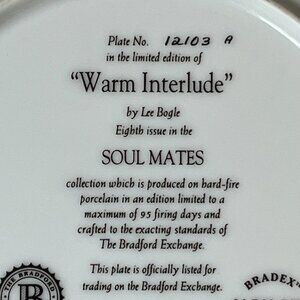 Plate No. 12103 A
in the limited edition of
"Warm Interlude"
by Lee Bogle
Eighth issue in the
SOUL MATES
collection which is produced on hard-fire
porcelain in an edition limited to a
maximum of 95 firing days and
crafted to the exacting standards of
The Bradford Exchange.
This plate is officially listed for
trading on the Bradford Exchange.
THE BRADFORD
B
BRADEX